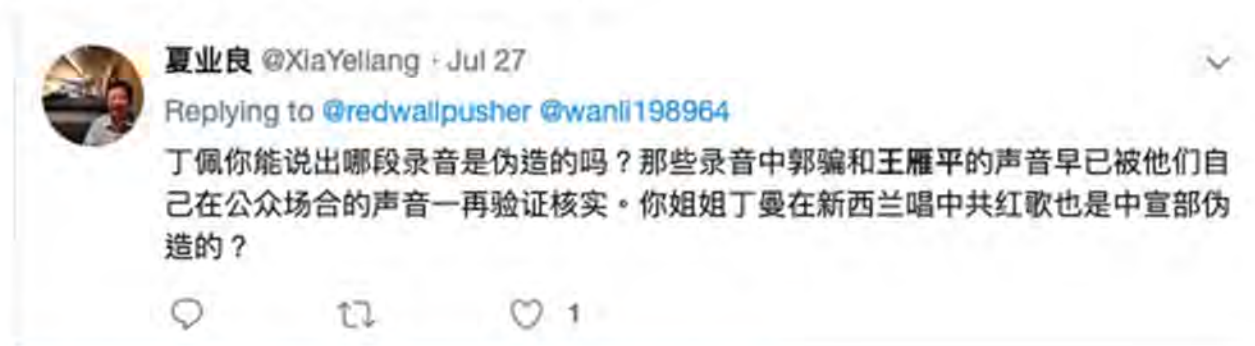 夏业良 @XiaYeliang · Jul 27
Replying to @redwallpusher @wanli198964
丁佩你能说出哪段录音是伪造的吗？那些录音中郭骗和王雁平的声音早已被他们自
己在公众场合的声音一再验证核实。你姐姐丁曼在新西兰唱中共红歌也是中宣部伪
造的？
1